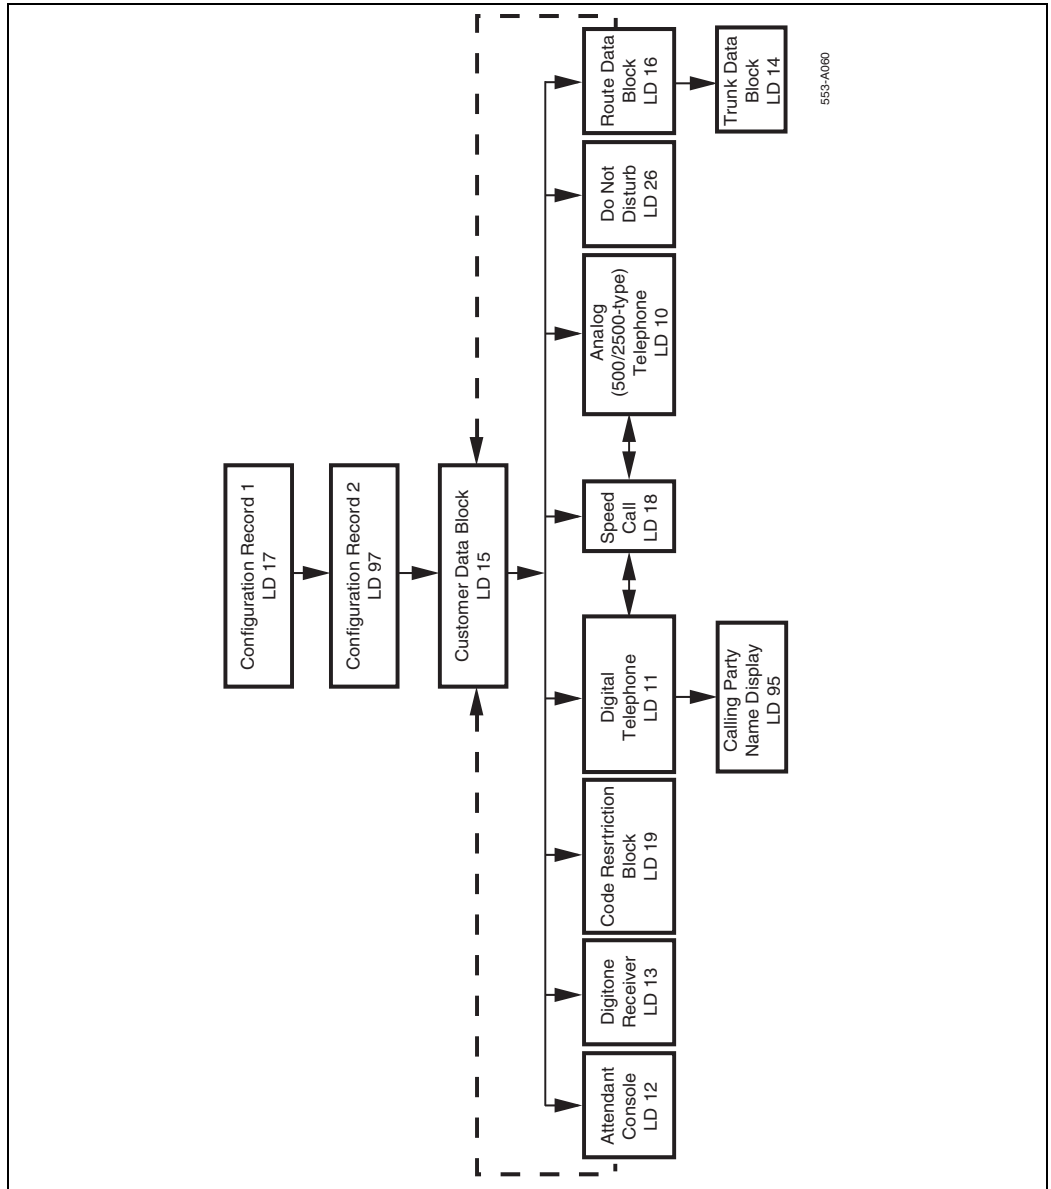 Configuration Record 1
LD 17
Configuration Record 2
LD 97
Customer Data Block
LD 15
Attendant
Console
LD 12
Digitone
Receiver
LD 13
Code Resrtriction
Block
LD 19
Digital
Telephone
LD 11
Speed
Call
LD 18
Analog
(500/2500-type)
Telephone
LD 10
Do Not
Disturb
LD 26
Route Data
Block
LD 16
Calling Party
Name Display
LD 95
Trunk Data
Block
LD 14
553-A060